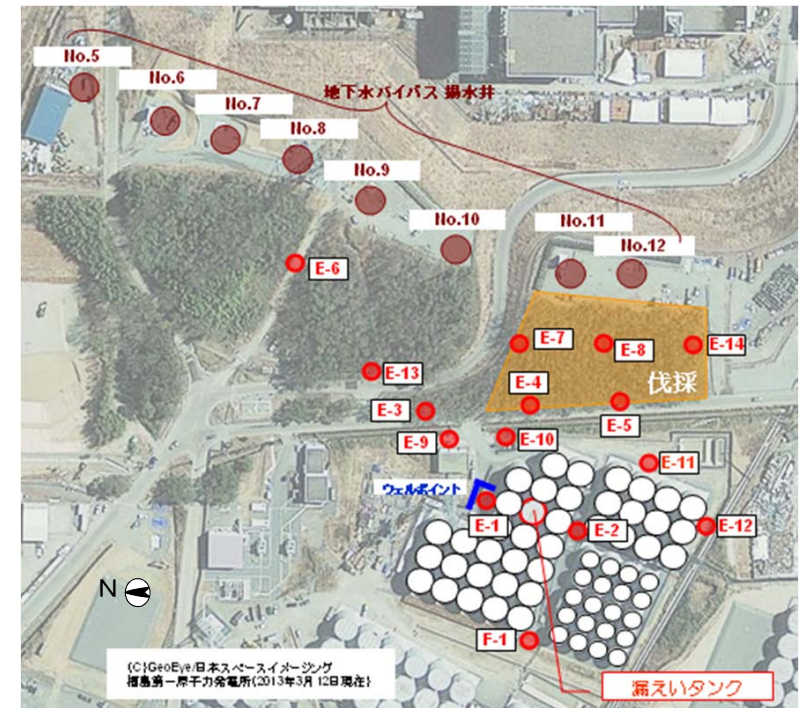 No.5
No.6
No.7
No.8
地下水バイパス 揚水井
No.9
No.10
No.11
No.12
E-6
E-7
E-8
E-14
E-13
伐採
E-4
E-3
E-5
E-9
E-10
E-11
ウェルポイント
E-1
E-2
E-12
N
F-1
(C)GeoEye/日本スペースイメージング
福島第一原子力発電所(2013年3月12日現在)
漏えいタンク